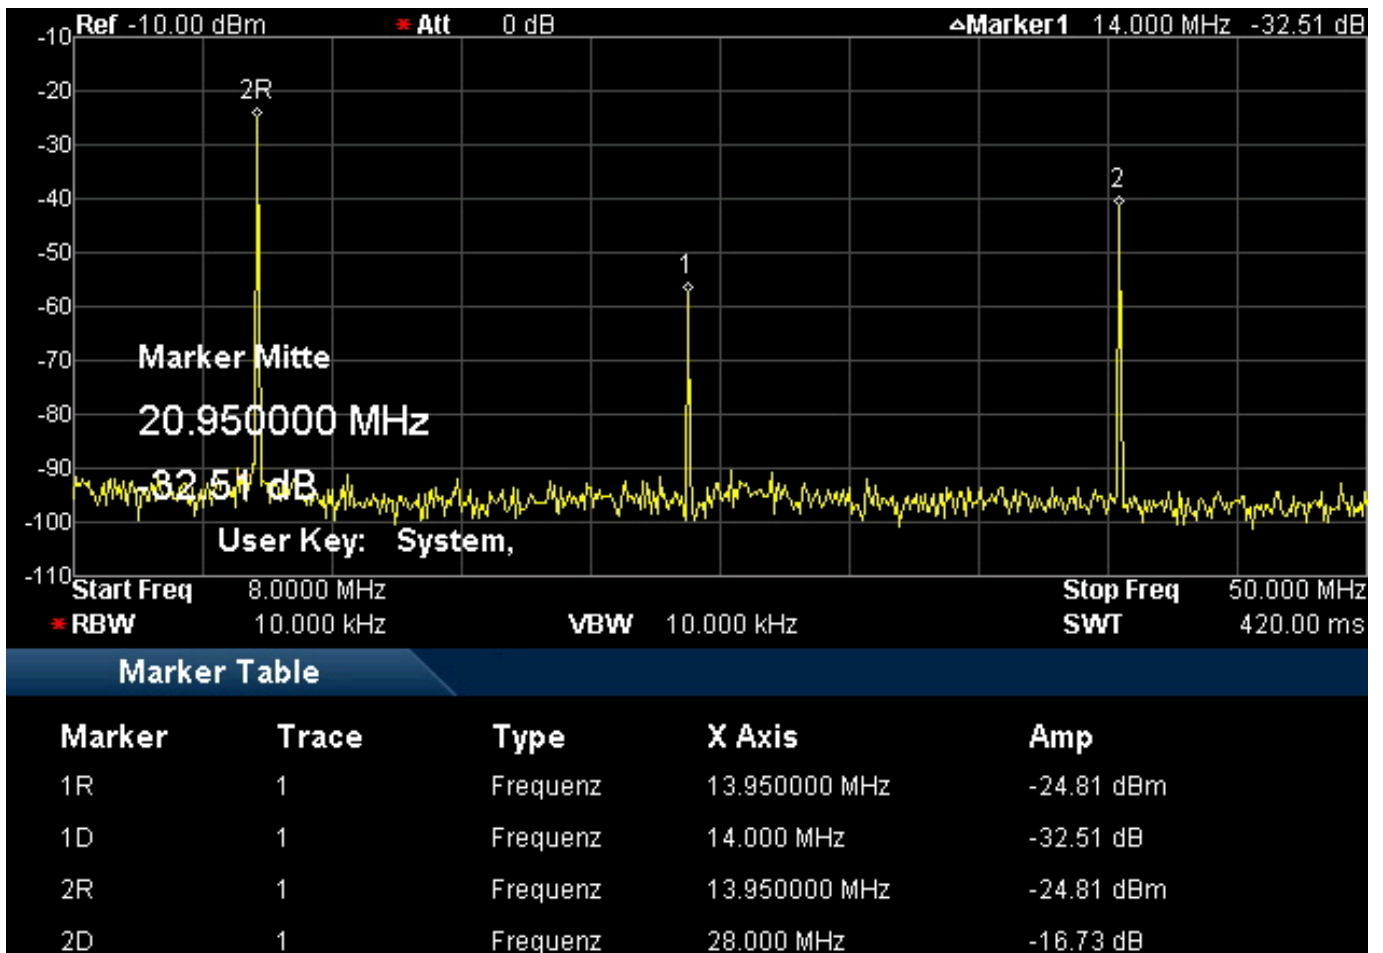 Ref -10.00 dBm * Att 0 dB ▵Marker1 14.000 MHz -32.51 dB
-10
2R
-20
-30
2
-40
-50
1
-60
-70 Marker Mitte
-80 20.950000 MHz
-90 -32.51 dB
-100
User Key: System,
-110
Start Freq 8.0000 MHz Stop Freq 50.000 MHz
* RBW 10.000 kHz VBW 10.000 kHz SWT 420.00 ms
Marker Table
Marker Trace Type X Axis Amp
1R 1 Frequenz 13.950000 MHz -24.81 dBm
1D 1 Frequenz 14.000 MHz -32.51 dB
2R 1 Frequenz 13.950000 MHz -24.81 dBm
2D 1 Frequenz 28.000 MHz -16.73 dB